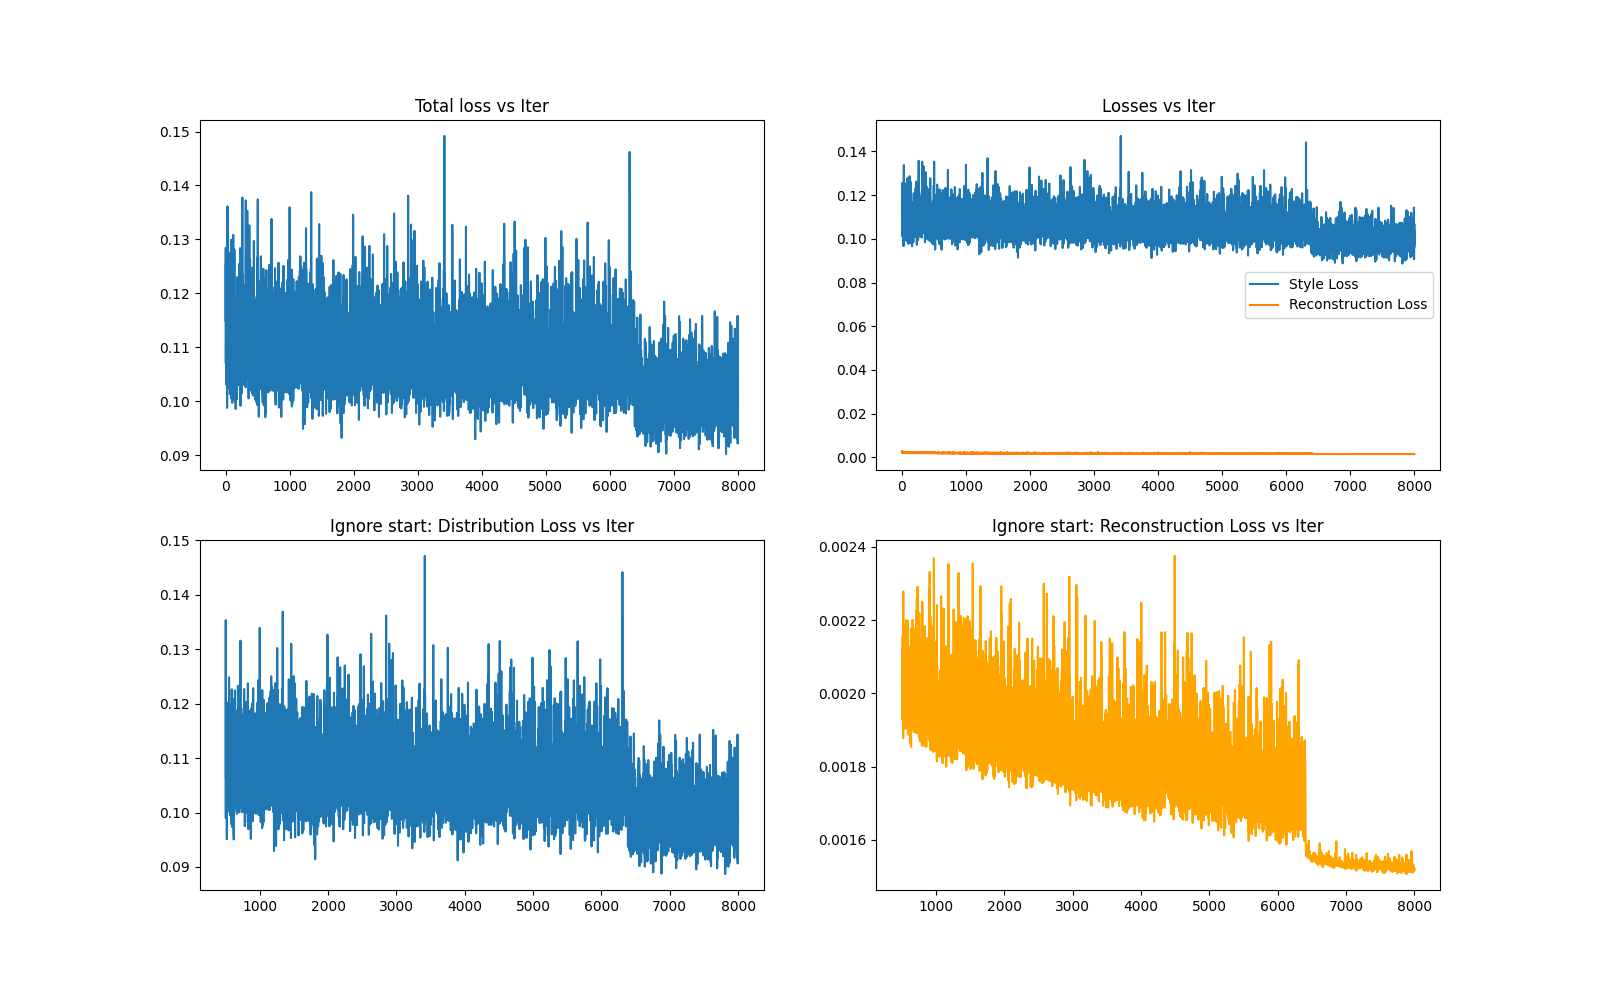 Total loss vs Iter
0.15
0.14
0.13
0.12
0.11
0.10
0.09
0 1000 2000 3000 4000 5000 6000 7000 8000
Losses vs Iter
0.14
0.12
0.10
0.08
0.06
0.04
0.02
0.00
Style Loss
Reconstruction Loss
0 1000 2000 3000 4000 5000 6000 7000 8000
Ignore start: Distribution Loss vs Iter
0.15
0.14
0.13
0.12
0.11
0.10
0.09
1000 2000 3000 4000 5000 6000 7000 8000
Ignore start: Reconstruction Loss vs Iter
0.0024
0.0022
0.0020
0.0018
0.0016
1000 2000 3000 4000 5000 6000 7000 8000